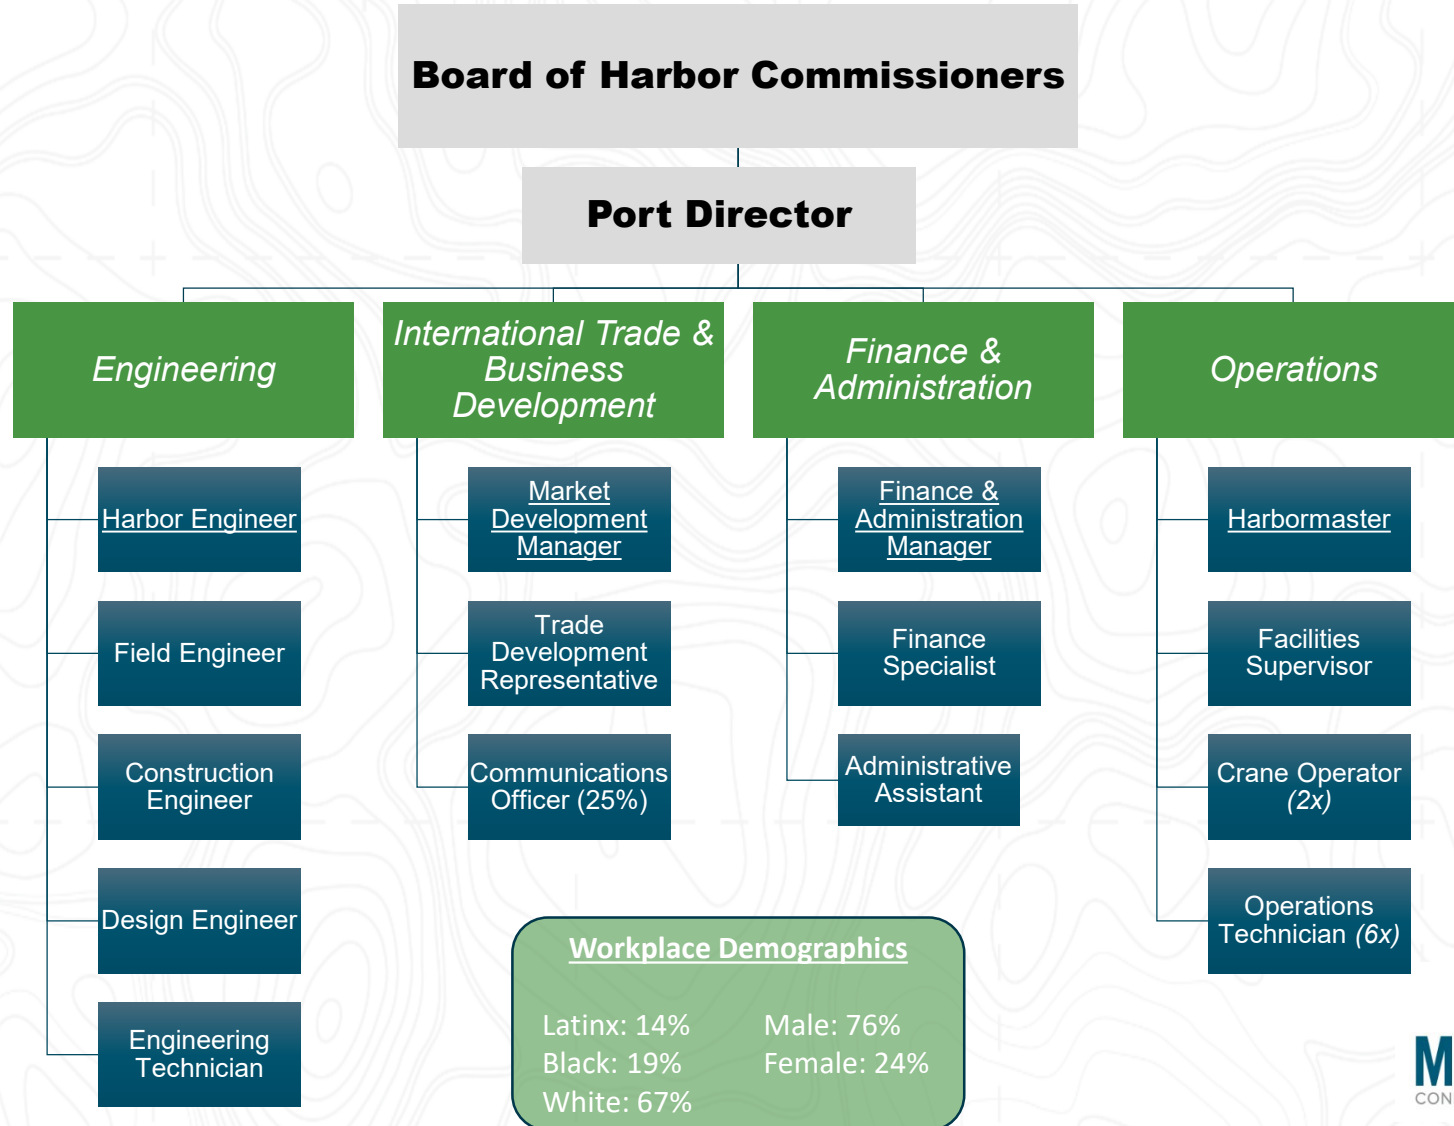 Board of Harbor Commissioners
Port Director
Engineering
International Trade &
Business
Development
Finance &
Administration
Operations
Harbor Engineer
Field Engineer
Construction
Engineer
Design Engineer
Engineering
Technician
Market
Development
Manager
Trade
Development
Representative
Communications
Officer (25%)
Finance &
Administration
Manager
Finance
Specialist
Administrative
Assistant
Harbormaster
Facilities
Supervisor
Crane Operator
(2x)
Operations
Technician (6x)
Workplace Demographics
Latinx: 14% Male: 76%
Black: 19% Female: 24%
White: 67%